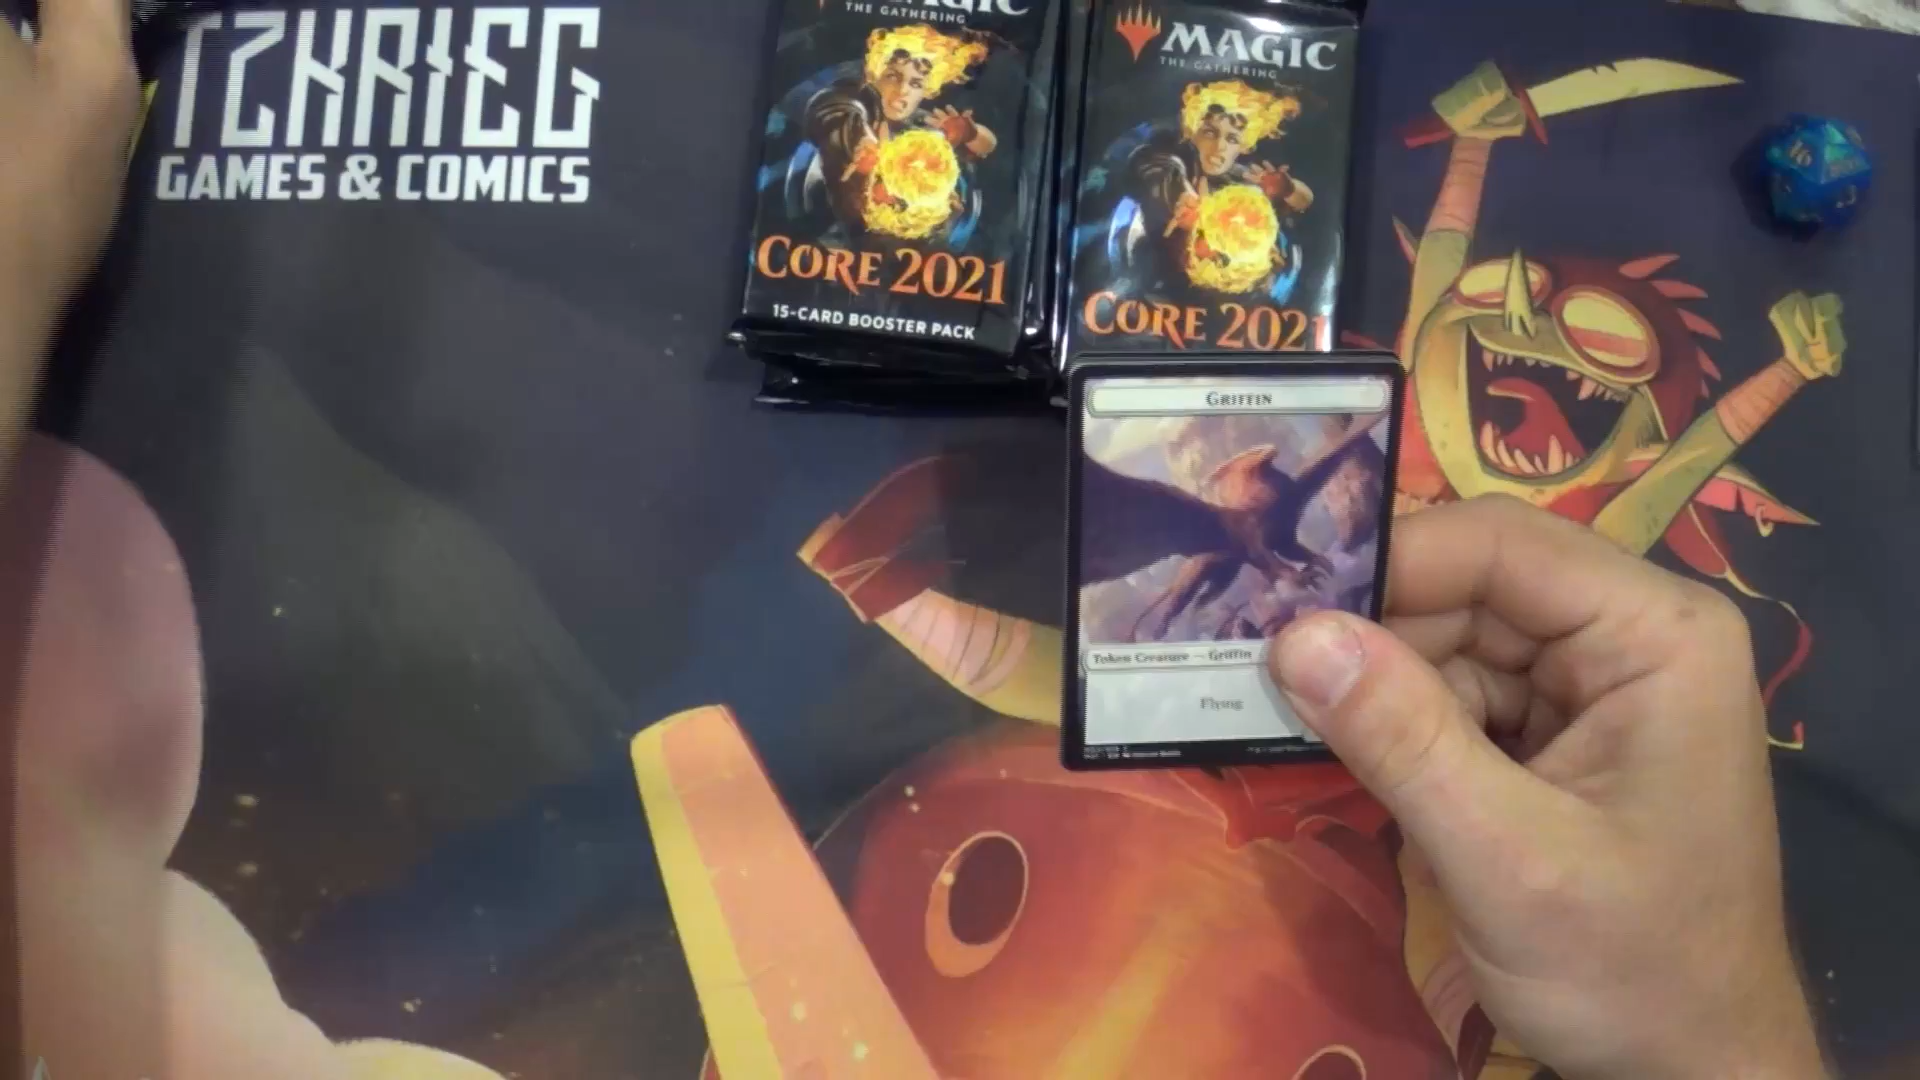 TZKRIEG
GAMES & COMICS
MAGIC
THE GATHERING
CORE 2021
15-CARD BOOSTER PACK
MAGIC
THE GATHERING
CORE 2021
GRIFFIN
Token Creature — Griffin
Flying
16